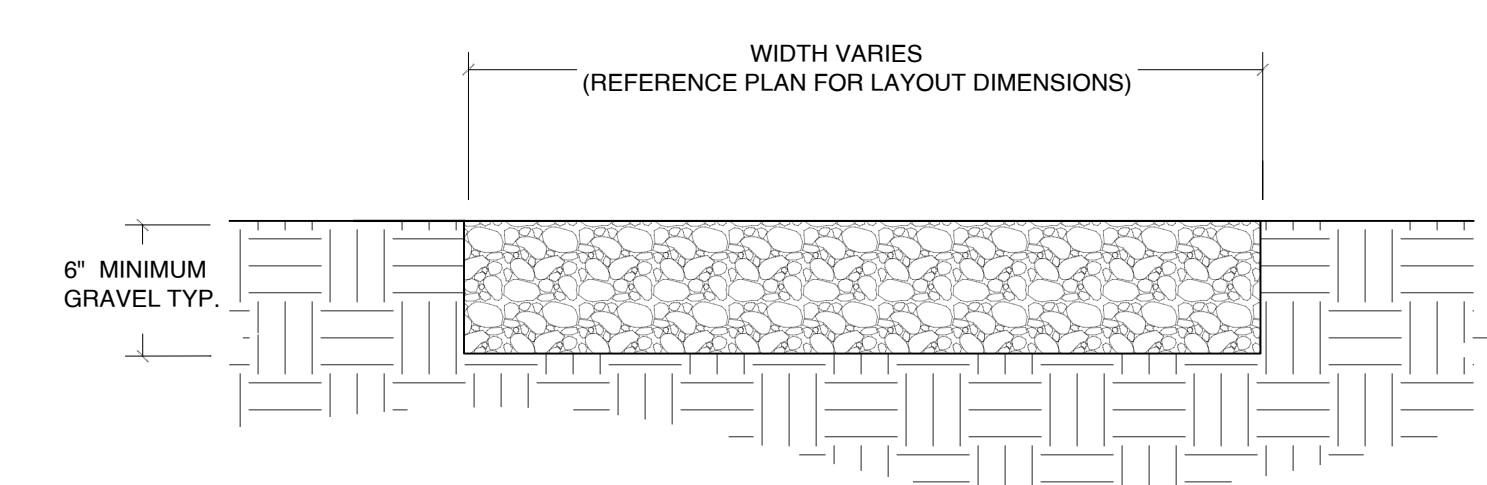 WIDTH VARIES
(REFERENCE PLAN FOR LAYOUT DIMENSIONS)
6" MINIMUM
GRAVEL TYP.